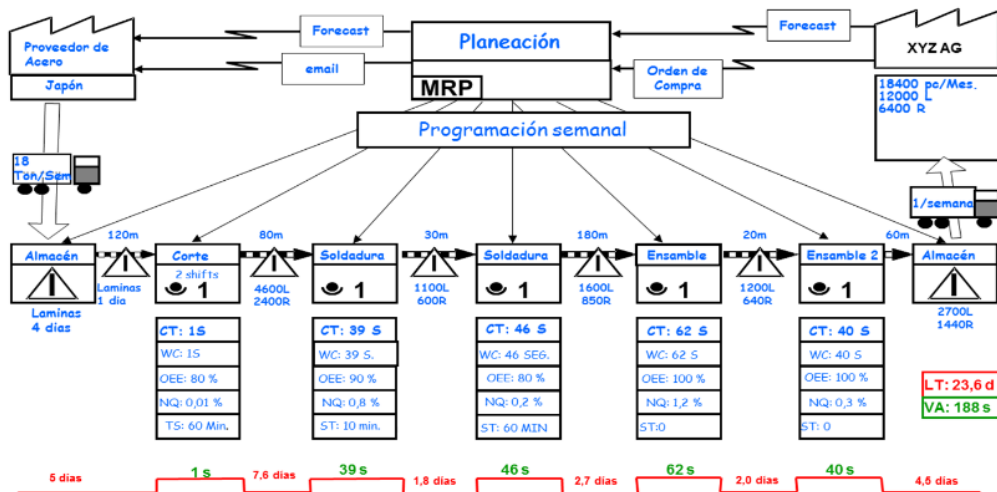 Proveedor de
Acero
Japón
Forecast
email
Planeación
MRP
Forecast
Orden de
Compra
XYZ AG
18400 pc/Mes.
12000 L
6400 R
Programación semanal
18
Ton/Sem
1/semana
120m
80m
30m
180m
20m
60m
Almacén
Corte
Soldadura
Soldadura
Ensamble
Ensamble 2
Almacén
2 shifts
1
1
1
1
1
Laminas
4 dias
Laminas
1 dia
4600L
2400R
1100L
600R
1600L
850R
1200L
640R
2700L
1440R
CT: 1S
WC: 1S
OEE: 80 %
NQ: 0,01 %
TS: 60 Min.
CT: 39 S
WC: 39 S.
OEE: 90 %
NQ: 0,8 %
ST: 10 min.
CT: 46 S
WC: 46 SEG.
OEE: 80 %
NQ: 0,2 %
ST: 60 MIN
CT: 62 S
WC: 62 S
OEE: 100 %
NQ: 1,2 %
ST:0
CT: 40 S
WC: 40 S
OEE: 100 %
NQ: 0,3 %
ST: 0
LT: 23,6 d
VA: 188 s
5 días
1 s
7,6 días
39 s
1,8 días
46 s
2,7 días
62 s
2,0 días
40 s
4,5 días